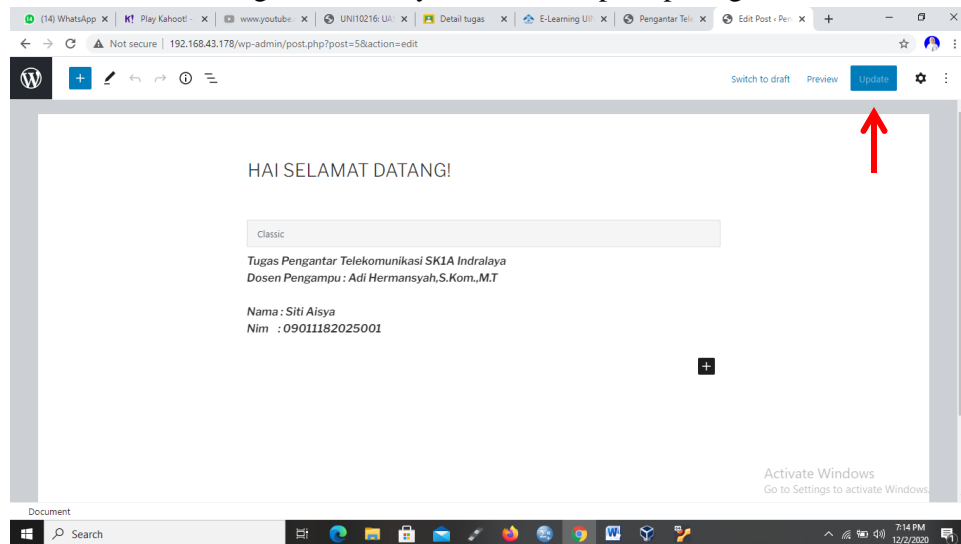 (14) WhatsApp K! Play Kahoot! - www.youtube. UNI10216: UA Detail tugas E-Learning Pengantar Tele Edit Post ‹ Pen
Not secure | 192.168.43.178/wp-admin/post.php?post=5&action=edit
Switch to draft Preview Update
HAI SELAMAT DATANG!
Classic
Tugas Pengantar Telekomunikasi SK1A Indralaya
Dosen Pengampu : Adi Hermansyah,S.Kom.,M.T
Nama : Siti Aisya
Nim : 09011182025001
Activate Windows
Go to Settings to activate Windows.
Document
Search
7:14 PM
12/2/2020